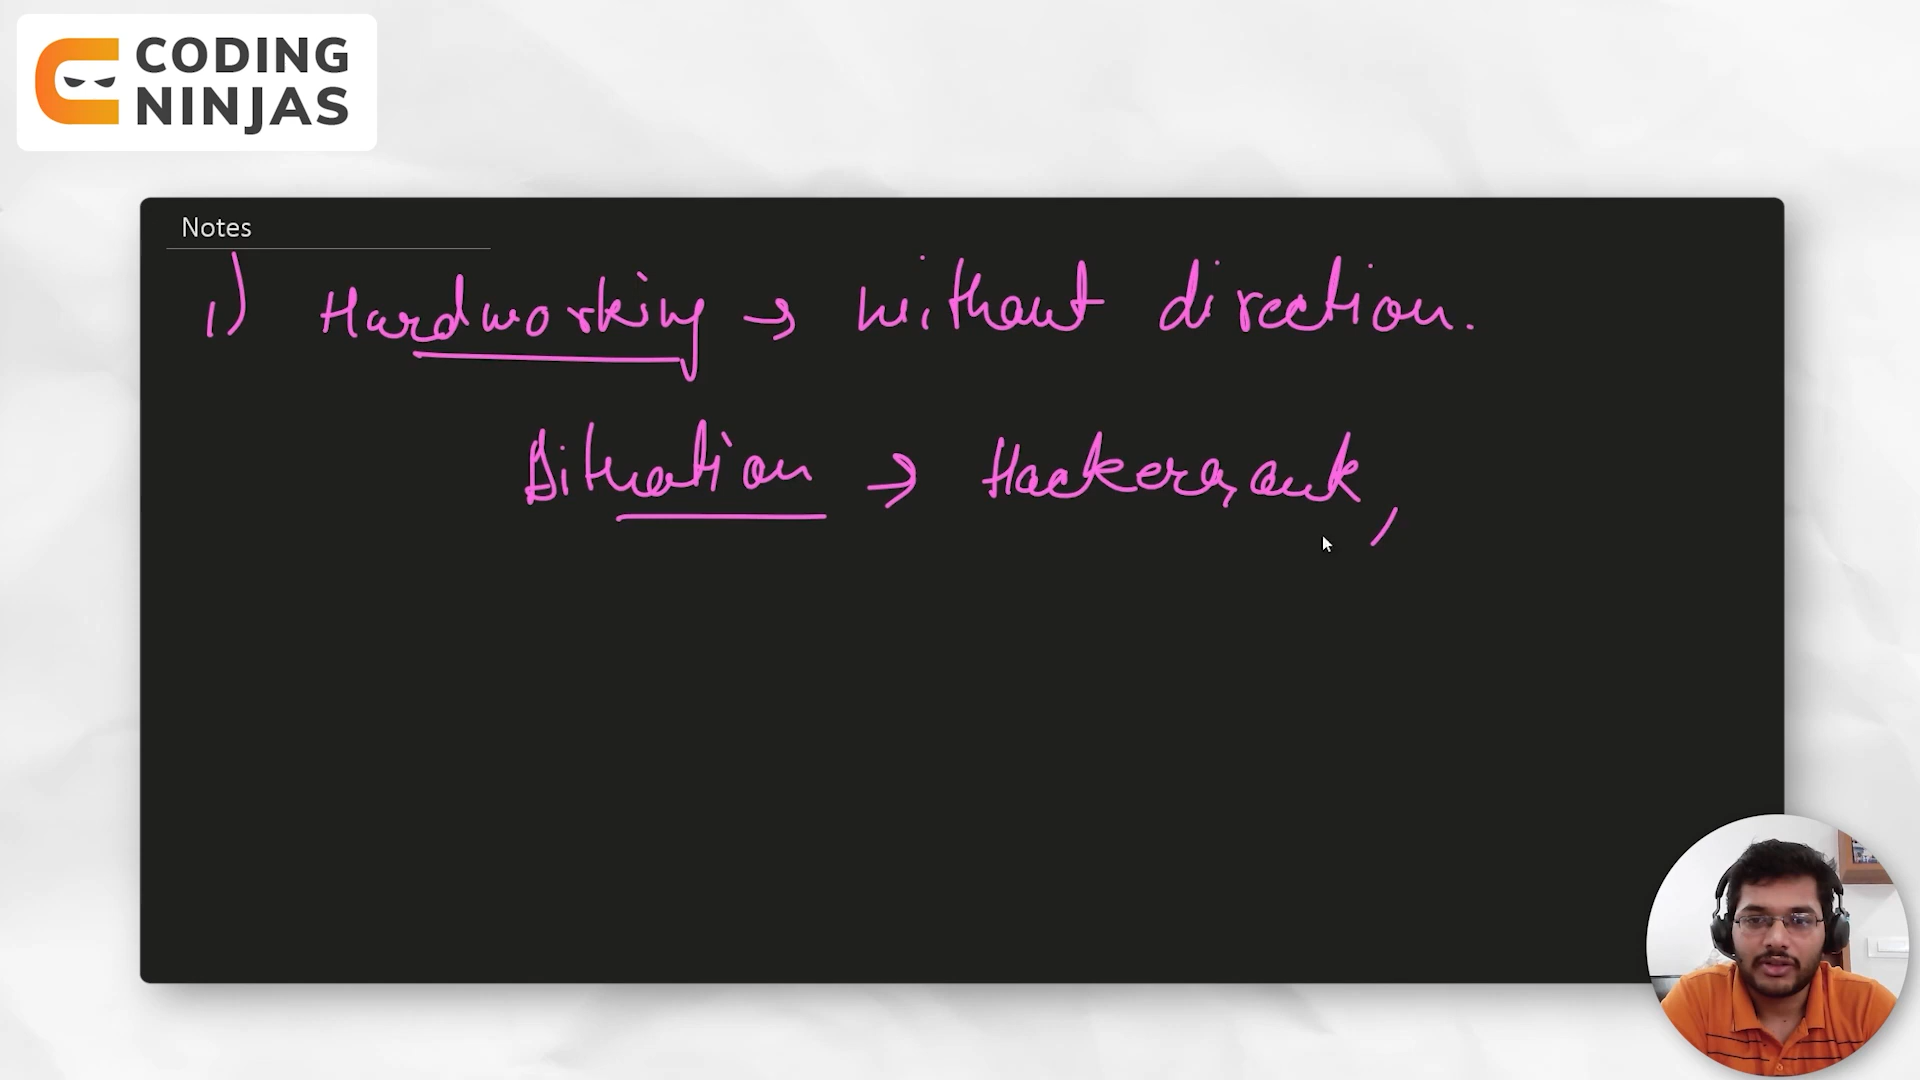 CODING
NINJAS
Notes
1) Hardworking → without direction.
Situation → Hackerrank,